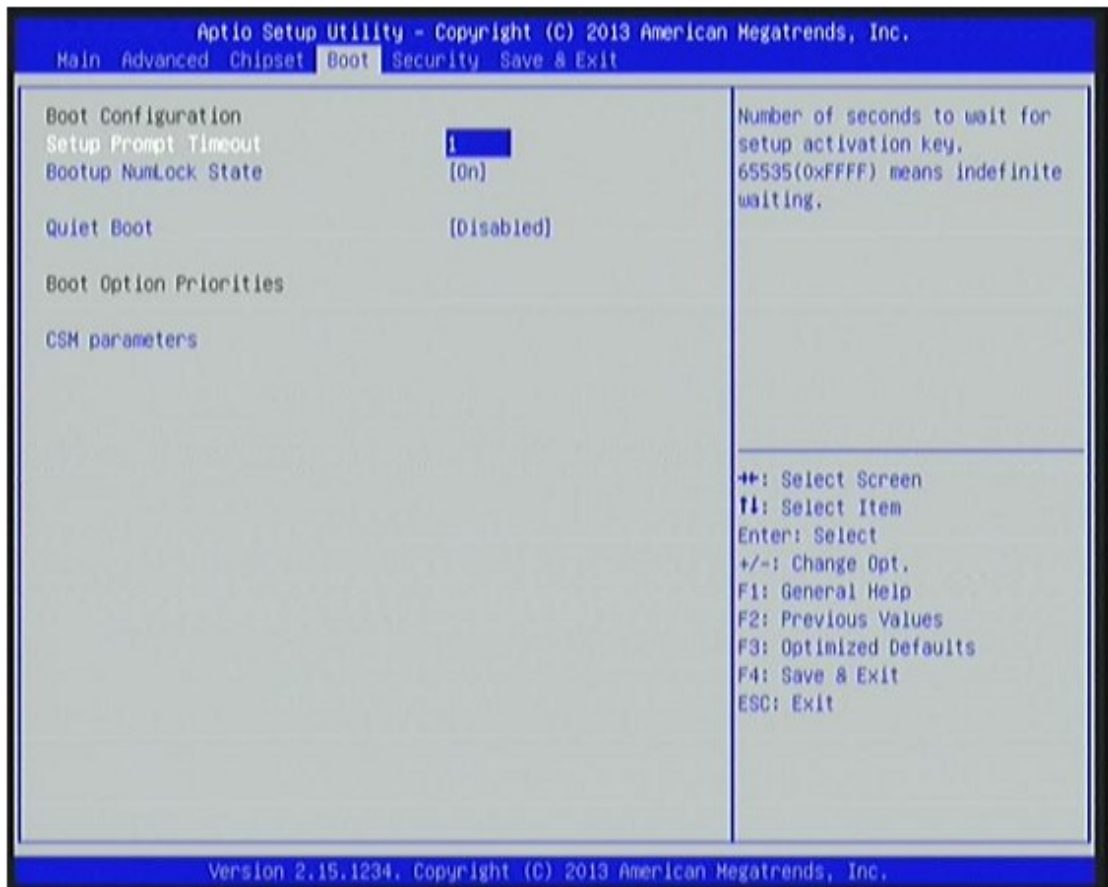 Aptio Setup Utility - Copyright (C) 2013 American Megatrends, Inc.
Main Advanced Chipset Boot Security Save & Exit
Boot Configuration
Setup Prompt Timeout 1
Bootup NumLock State [On]
Quiet Boot [Disabled]
Boot Option Priorities
CSM parameters
Number of seconds to wait for
setup activation key.
65535(0xFFFF) means indefinite
waiting.
→←: Select Screen
↑↓: Select Item
Enter: Select
+/-: Change Opt.
F1: General Help
F2: Previous Values
F3: Optimized Defaults
F4: Save & Exit
ESC: Exit
Version 2.15.1234. Copyright (C) 2013 American Megatrends, Inc.